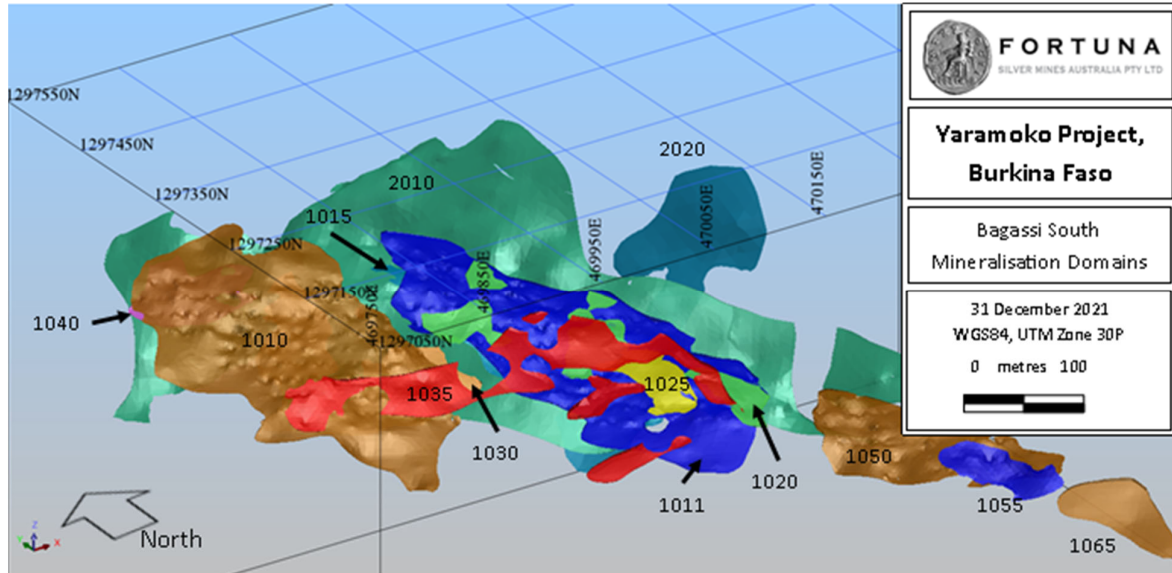 FORTUNA
SILVER MINES AUSTRALIA PTY LTD
Yaramoko Project,
Burkina Faso
Bagassi South
Mineralisation Domains
31 December 2021
WGS84, UTM Zone 30P
0 metres 100
1297550N
1297450N
1297350N
1297250N
1297150N
1297050N
469750E
469850E
469950E
470050E
470150E
2020
2010
1015
1040
1010
1035
1025
1030
1020
1011
1050
1055
1065
North
Z
Y
X